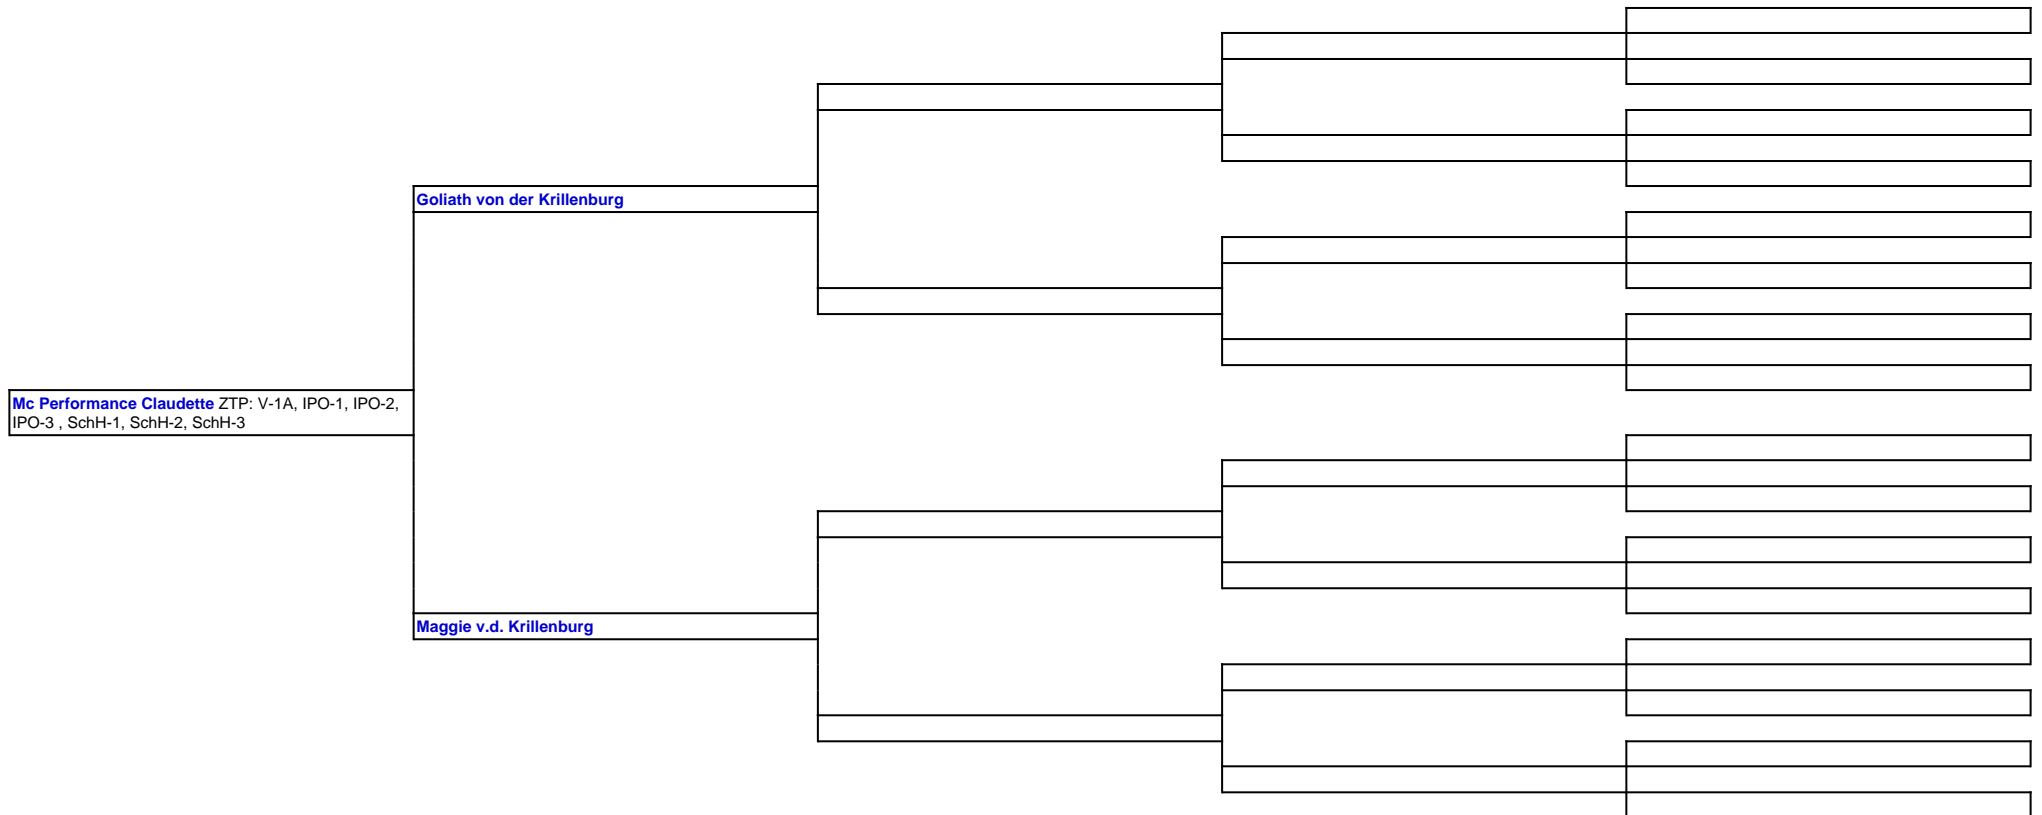 Goliath von der Krillenburg
Mc Performance Claudette ZTP: V-1A, IPO-1, IPO-2,
IPO-3 , SchH-1, SchH-2, SchH-3
Maggie v.d. Krillenburg